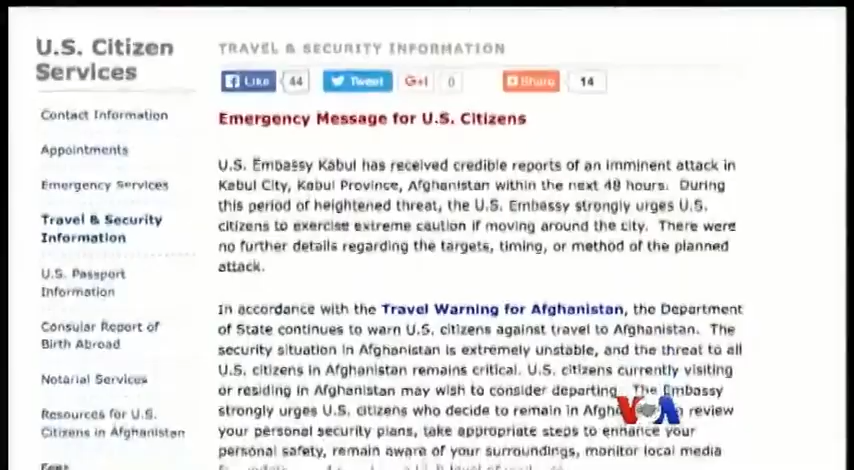 U.S. Citizen
Services
Contact Information
Appointments
Emergency Services
Travel & Security
Information
U.S. Passport
Information
Consular Report of
Birth Abroad
Notarial Services
Resources for U.S.
Citizens in Afghanistan
Fees
TRAVEL & SECURITY INFORMATION
Like 44 Tweet G+1 0 Share 14
Emergency Message for U.S. Citizens
U.S. Embassy Kabul has received credible reports of an imminent attack in
Kabul City, Kabul Province, Afghanistan within the next 48 hours. During
this period of heightened threat, the U.S. Embassy strongly urges U.S.
citizens to exercise extreme caution if moving around the city. There were
no further details regarding the targets, timing, or method of the planned
attack.
In accordance with the Travel Warning for Afghanistan, the Department
of State continues to warn U.S. citizens against travel to Afghanistan. The
security situation in Afghanistan is extremely unstable, and the threat to all
U.S. citizens in Afghanistan remains critical. U.S. citizens currently visiting
or residing in Afghanistan may wish to consider departing. The Embassy
strongly urges U.S. citizens who decide to remain in review
your personal security plans, take appropriate steps to enhance your
personal safety, remain aware of your surroundings, monitor local media
VOA